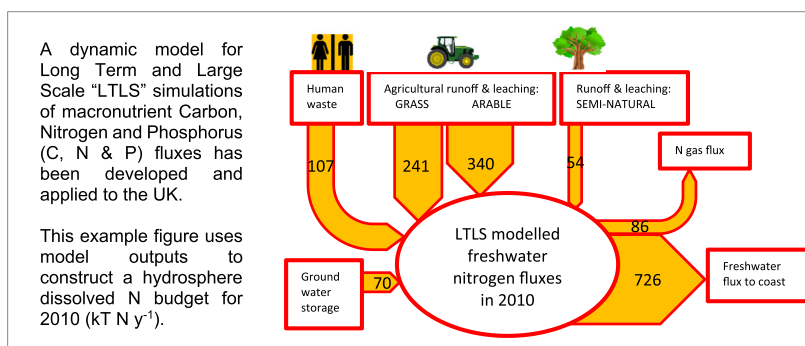 A dynamic model for
Long Term and Large
Scale “LTLS” simulations
of macronutrient Carbon,
Nitrogen and Phosphorus
(C, N & P) fluxes has
been developed and
applied to the UK.
This example figure uses
model outputs to
construct a hydrosphere
dissolved N budget for
2010 (kT N y⁻¹).
Human
waste
Agricultural runoff & leaching:
GRASS ARABLE
Runoff & leaching:
SEMI-NATURAL
N gas flux
107
241
340
54
86
LTLS modelled
freshwater
nitrogen fluxes
in 2010
Ground
water
storage
70
726
Freshwater
flux to coast